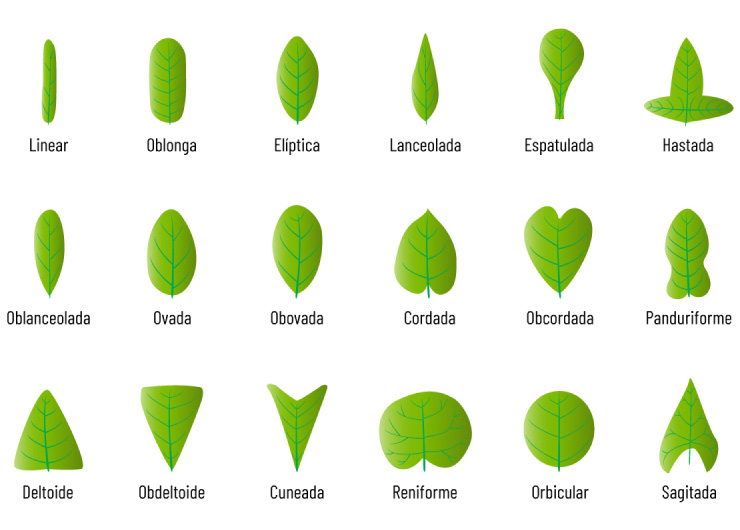 Linear
Oblonga
Elíptica
Lanceolada
Espatulada
Hastada
Oblanceolada
Ovada
Obovada
Cordada
Obcordada
Panduriforme
Deltoide
Obdeltoide
Cuneada
Reniforme
Orbicular
Sagitada